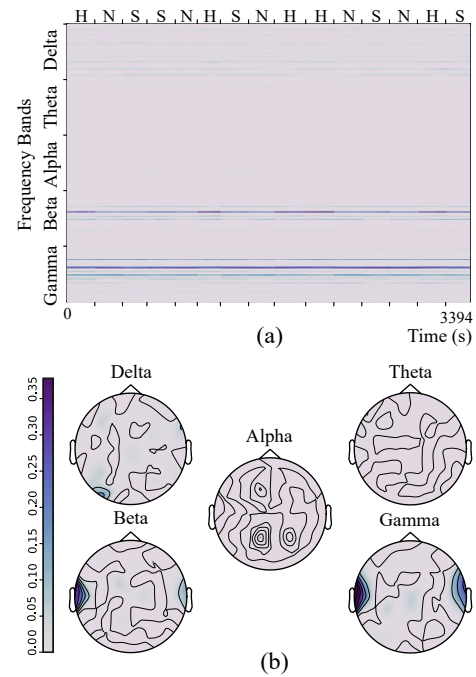 H N S S N H S N H H N S N H S
Frequency Bands
Delta
Theta
Alpha
Beta
Gamma
0
3394
Time (s)
(a)
Delta
Theta
Alpha
Beta
Gamma
0.35
0.30
0.25
0.20
0.15
0.10
0.05
0.00
(b)